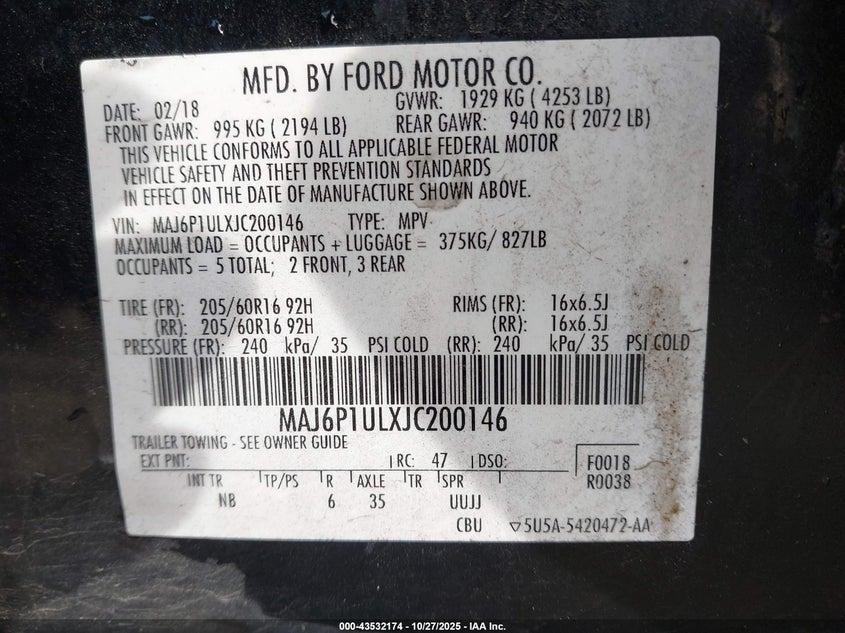 MFD. BY FORD MOTOR CO.
DATE: 02/18 GVWR: 1929 KG ( 4253 LB)
FRONT GAWR: 995 KG ( 2194 LB) REAR GAWR: 940 KG ( 2072 LB)
THIS VEHICLE CONFORMS TO ALL APPLICABLE FEDERAL MOTOR
VEHICLE SAFETY AND THEFT PREVENTION STANDARDS
IN EFFECT ON THE DATE OF MANUFACTURE SHOWN ABOVE.
VIN: MAJ6P1ULXJC200146 TYPE: MPV
MAXIMUM LOAD = OCCUPANTS + LUGGAGE = 375KG/ 827LB
OCCUPANTS = 5 TOTAL; 2 FRONT, 3 REAR
TIRE (FR): 205/60R16 92H RIMS (FR): 16x6.5J
(RR): 205/60R16 92H (RR): 16x6.5J
PRESSURE (FR): 240 kPa/ 35 PSI COLD (RR): 240 kPa/ 35 PSI COLD
MAJ6P1ULXJC200146
TRAILER TOWING - SEE OWNER GUIDE
EXT PNT: RC: 47 DSO: F0018
R0038
INT TR TP/PS R AXLE TR SPR
NB 6 35 UUJJ
CBU ▽5U5A-5420472-AA
000-43532174 - 10/27/2025 - IAA Inc.